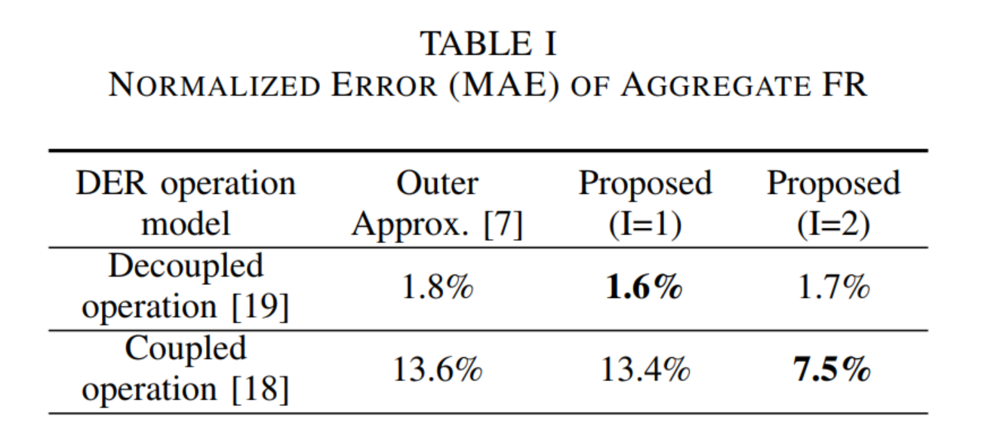 TABLE I
NORMALIZED ERROR (MAE) OF AGGREGATE FR
DER operation model Outer Approx. [7] Proposed (I=1) Proposed (I=2)
Decoupled operation [19] 1.8% 1.6% 1.7%
Coupled operation [18] 13.6% 13.4% 7.5%